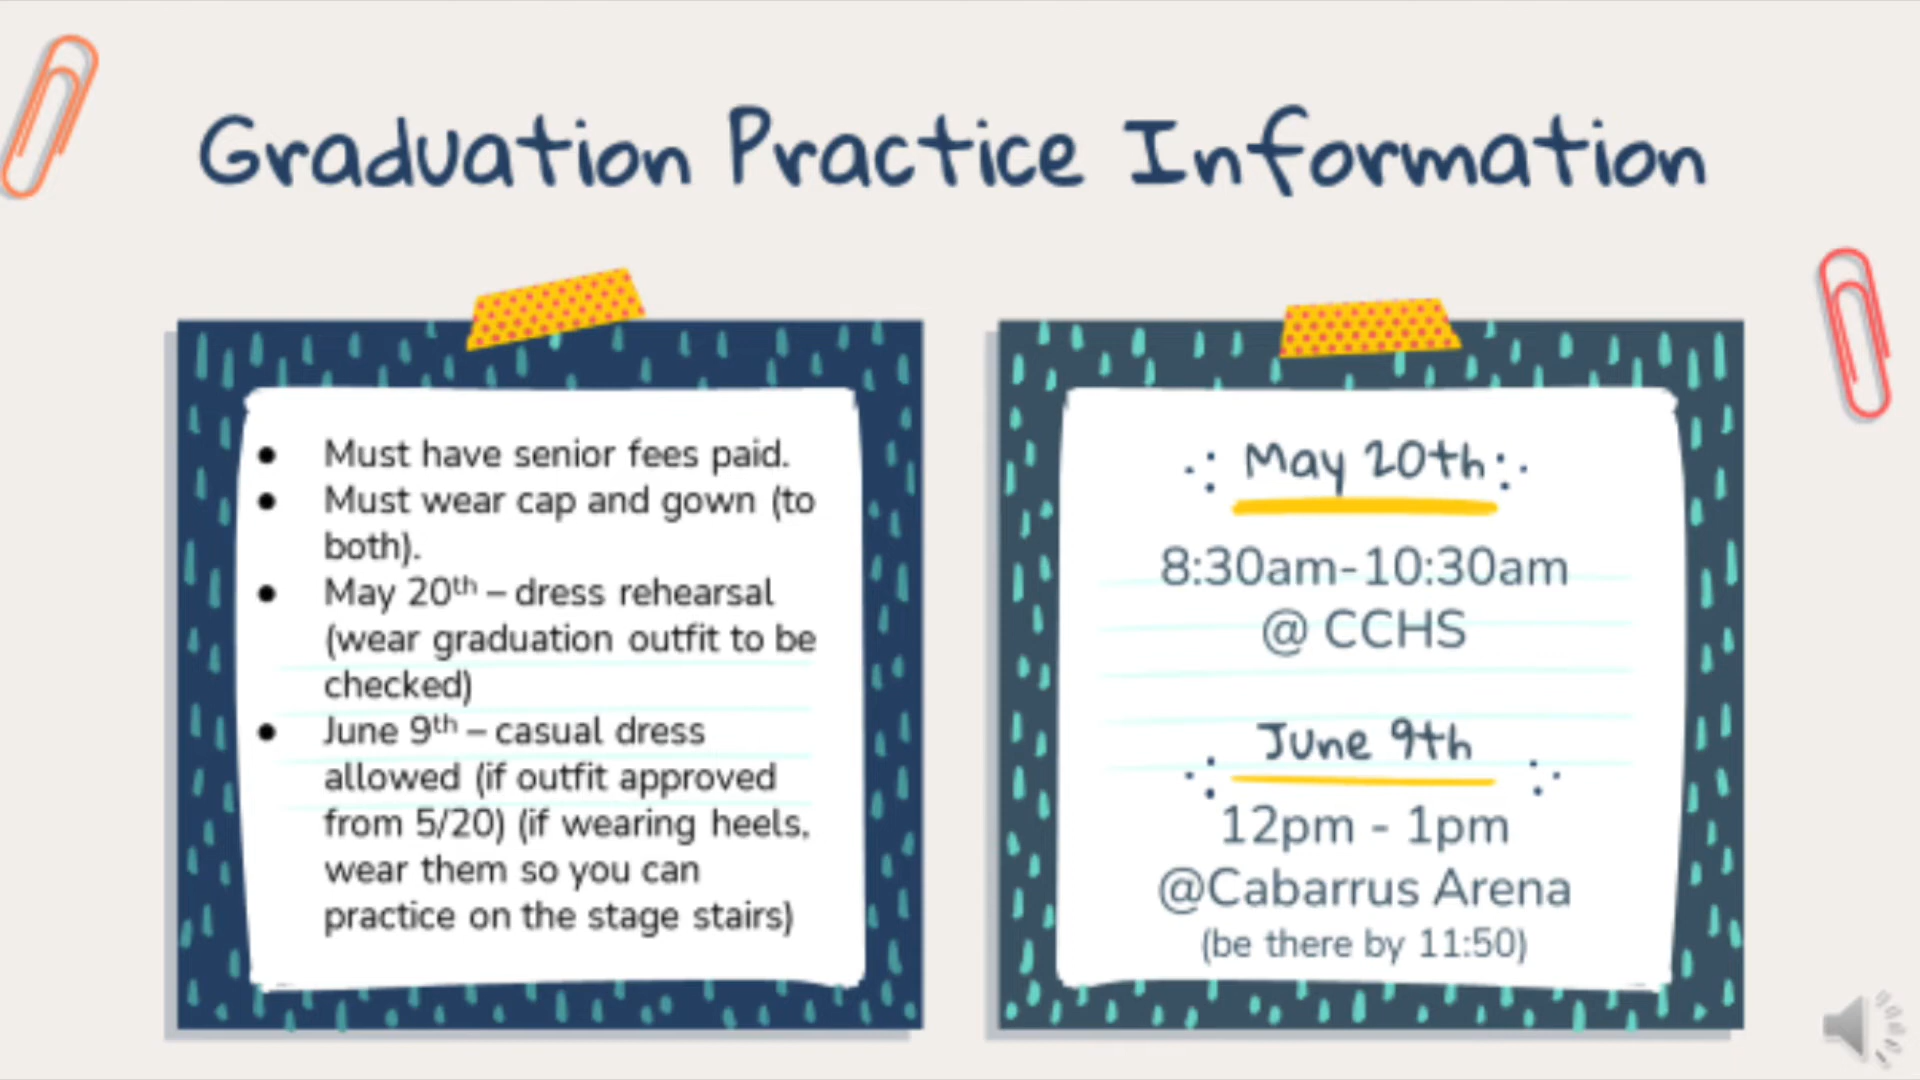 Graduation Practice Information
● Must have senior fees paid.
● Must wear cap and gown (to
both).
● May 20th – dress rehearsal
(wear graduation outfit to be
checked)
● June 9th – casual dress
allowed (if outfit approved
from 5/20) (if wearing heels,
wear them so you can
practice on the stage stairs)
May 20th
8:30am-10:30am
@ CCHS
June 9th
12pm - 1pm
@Cabarrus Arena
(be there by 11:50)